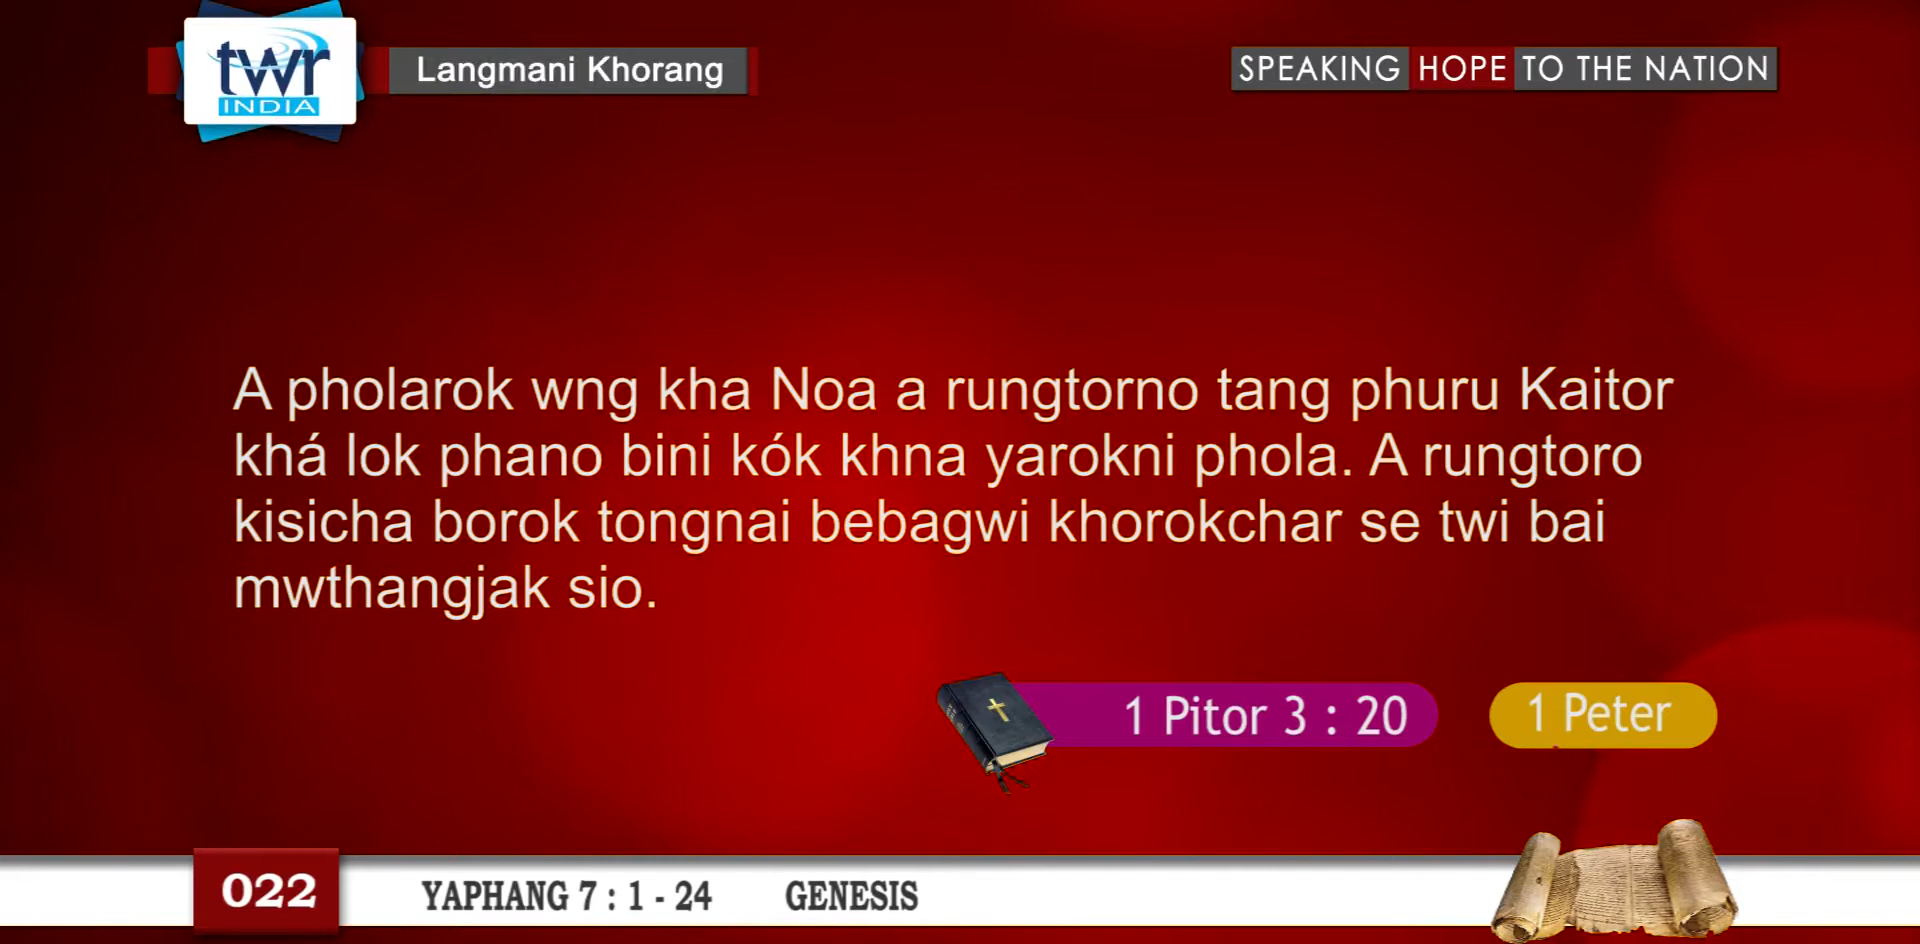 twr
INDIA
Langmani Khorang
SPEAKING HOPE TO THE NATION
A pholarok wng kha Noa a rungtorno tang phuru Kaitor
khá lok phano bini kók khna yarokni phola. A rungtoro
kisicha borok tongnai bebagwi khorokchar se twi bai
mwthangjak sio.
1 Pitor 3 : 20
1 Peter
022
YAPHANG 7 : 1 - 24 GENESIS